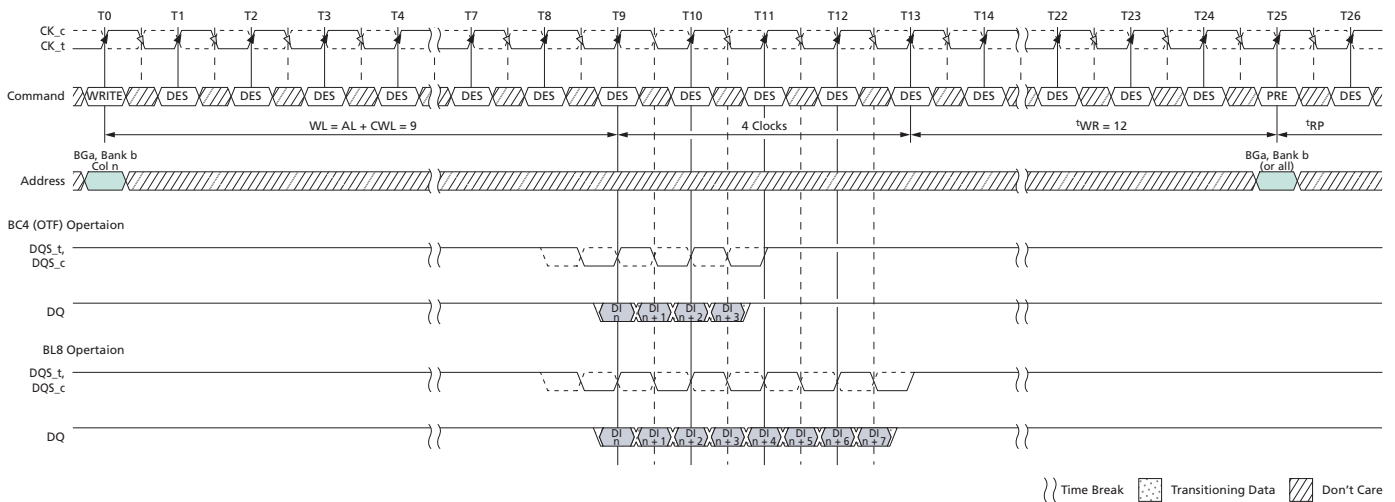 T0 T1 T2 T3 T4 T7 T8 T9 T10 T11 T12 T13 T14 T22 T23 T24 T25 T26
CK_c
CK_t
Command WRITE DES DES DES DES DES DES DES DES DES DES DES DES DES DES DES PRE DES
WL = AL + CWL = 9 4 Clocks tWR = 12 tRP
BGa, Bank b
Col n
BGa, Bank b
(or all)
Address
BC4 (OTF) Opertaion
DQS_t,
DQS_c
DQ
DI n DI n + 1 DI n + 2 DI n + 3
BL8 Opertaion
DQS_t,
DQS_c
DQ
DI n DI n + 1 DI n + 2 DI n + 3 DI n + 4 DI n + 5 DI n + 6 DI n + 7
Time Break Transitioning Data Don't Care